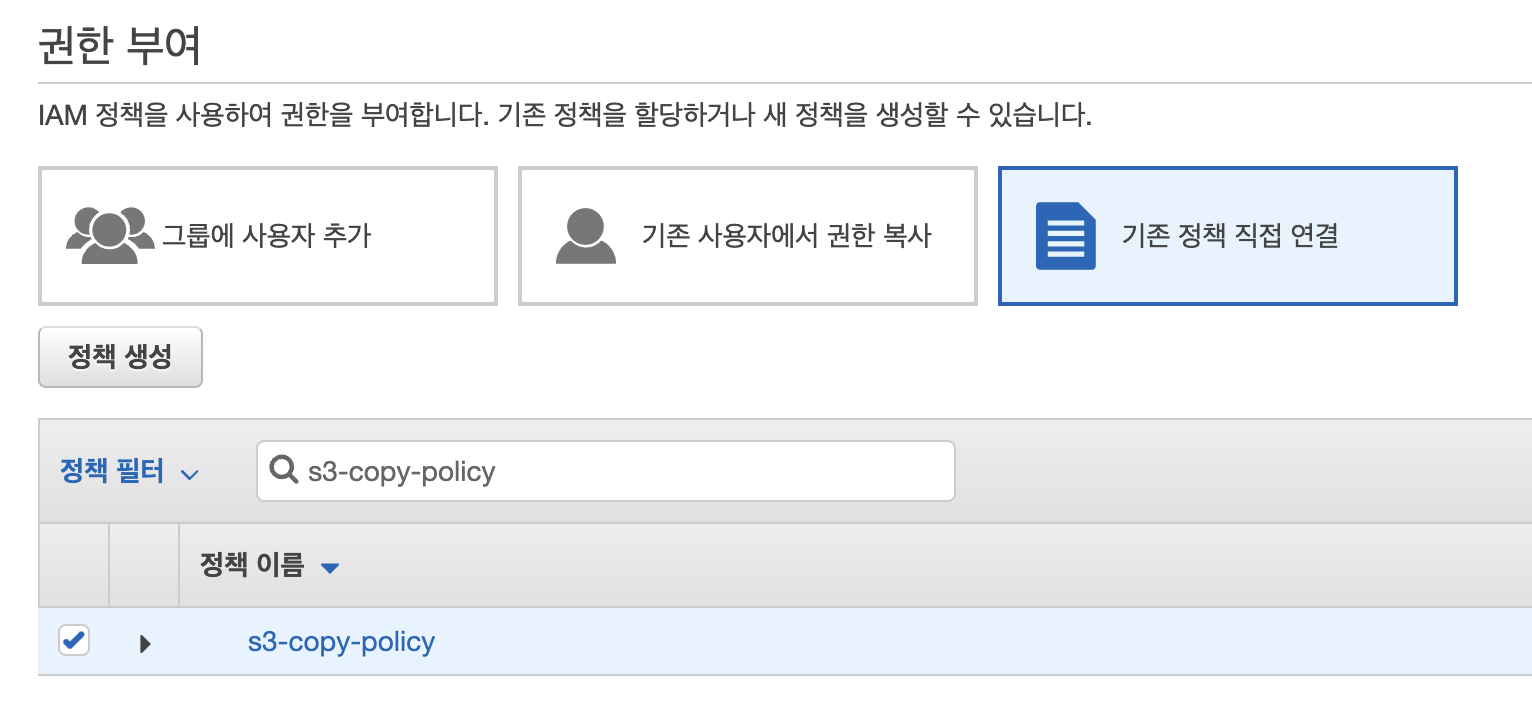 권한 부여
IAM 정책을 사용하여 권한을 부여합니다. 기존 정책을 할당하거나 새 정책을 생성할 수 있습니다.
그룹에 사용자 추가
기존 사용자에서 권한 복사
기존 정책 직접 연결
정책 생성
정책 필터
s3-copy-policy
정책 이름
s3-copy-policy